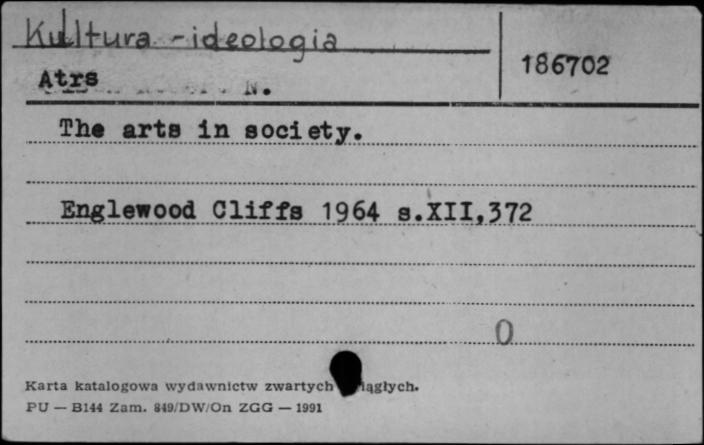 Kultura - ideologia
186702
Atrs
N.
The arts in society.
Englewood Cliffs 1964 s.XII,372
0
Karta katalogowa wydawnictw zwartych i ciągłych.
PU — B144 Zam. 849/DW/On ZGG — 1991